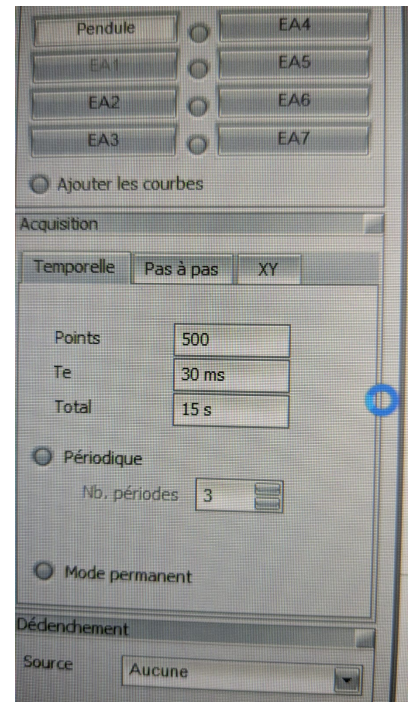 Pendule
EA4
EA1
EA5
EA2
EA6
EA3
EA7
Ajouter les courbes
Acquisition
Temporelle
Pas à pas
XY
Points
500
Te
30 ms
Total
15 s
Périodique
Nb. périodes
3
Mode permanent
Déclenchement
Source
Aucune